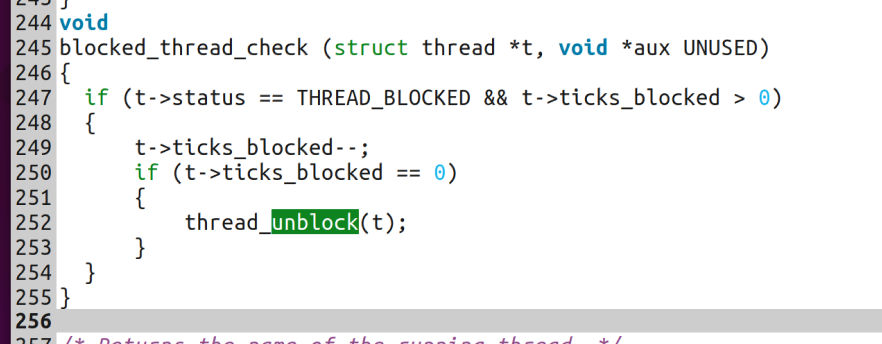 244 void
245 blocked_thread_check (struct thread *t, void *aux UNUSED)
246 {
247   if (t->status == THREAD_BLOCKED && t->ticks_blocked > 0)
248   {
249       t->ticks_blocked--;
250       if (t->ticks_blocked == 0)
251       {
252           thread_unblock(t);
253       }
254   }
255 }
256
257 /* Returns the name of the running thread. */